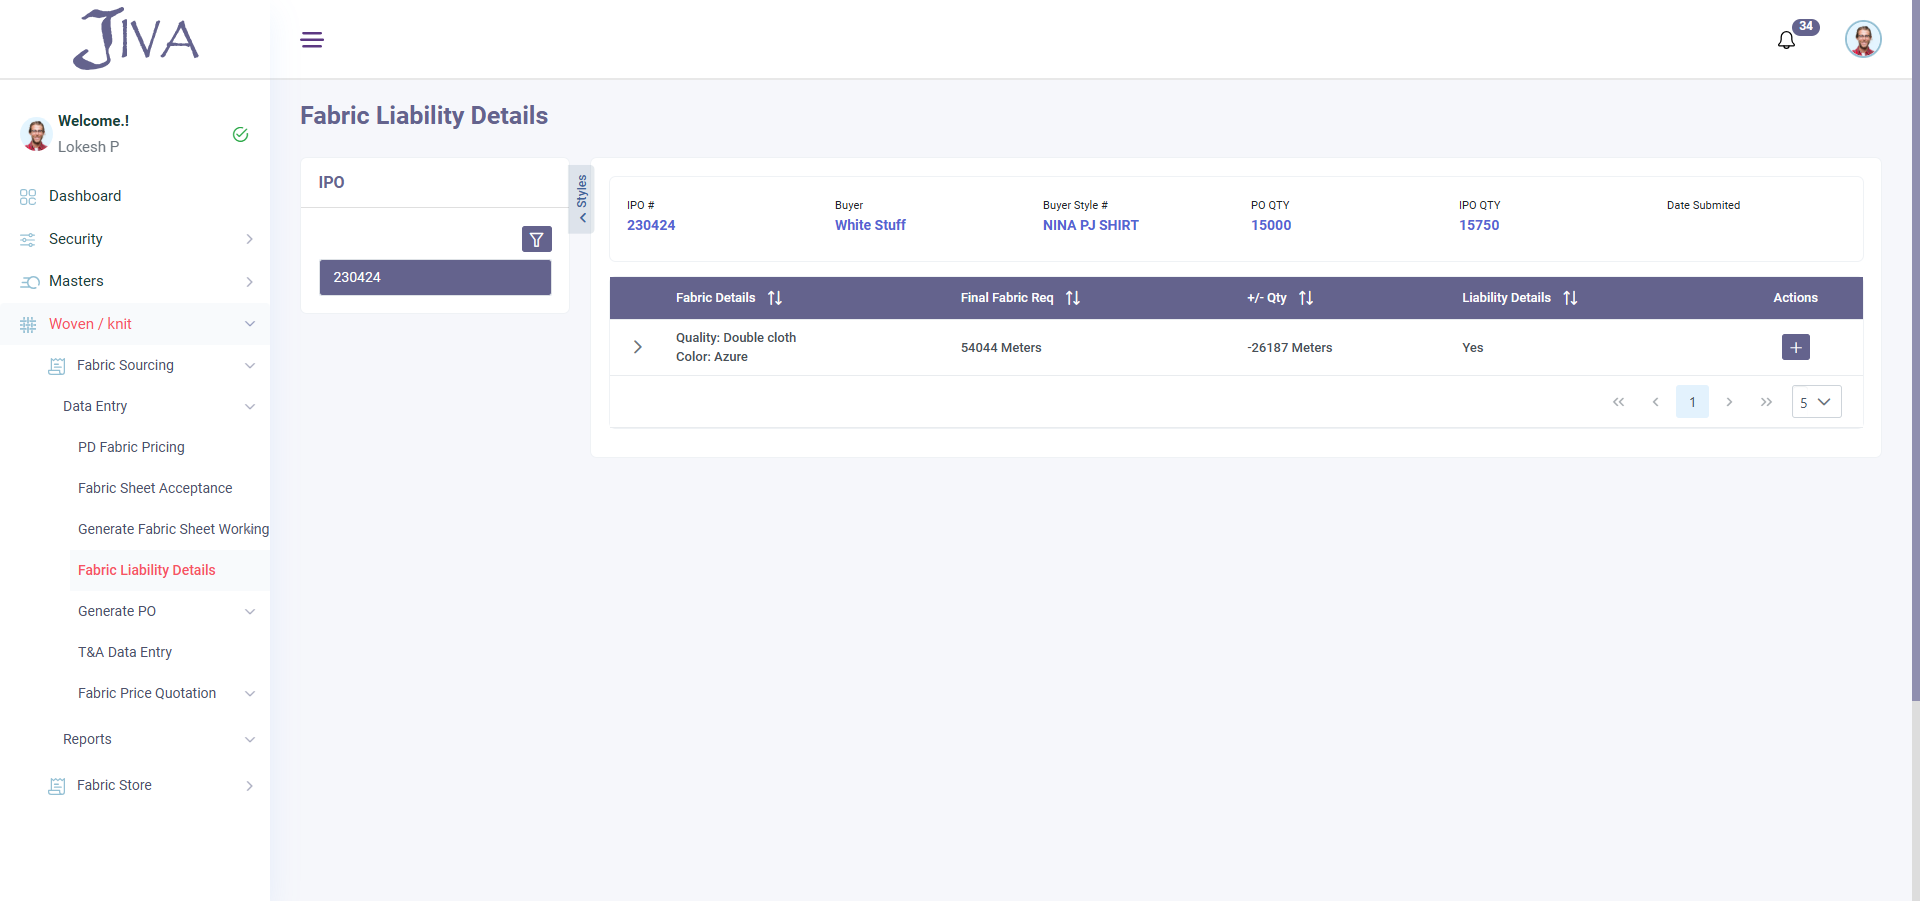 JIVA
34
Welcome.!
Lokesh P
Dashboard
Security
Masters
Woven / knit
Fabric Sourcing
Data Entry
PD Fabric Pricing
Fabric Sheet Acceptance
Generate Fabric Sheet Working
Fabric Liability Details
Generate PO
T&A Data Entry
Fabric Price Quotation
Reports
Fabric Store
Fabric Liability Details
IPO
230424
Styles
IPO # Buyer Buyer Style # PO QTY IPO QTY Date Submited
230424 White Stuff NINA PJ SHIRT 15000 15750
Fabric Details Final Fabric Req +/- Qty Liability Details Actions
Quality: Double cloth
Color: Azure
54044 Meters -26187 Meters Yes
1 5